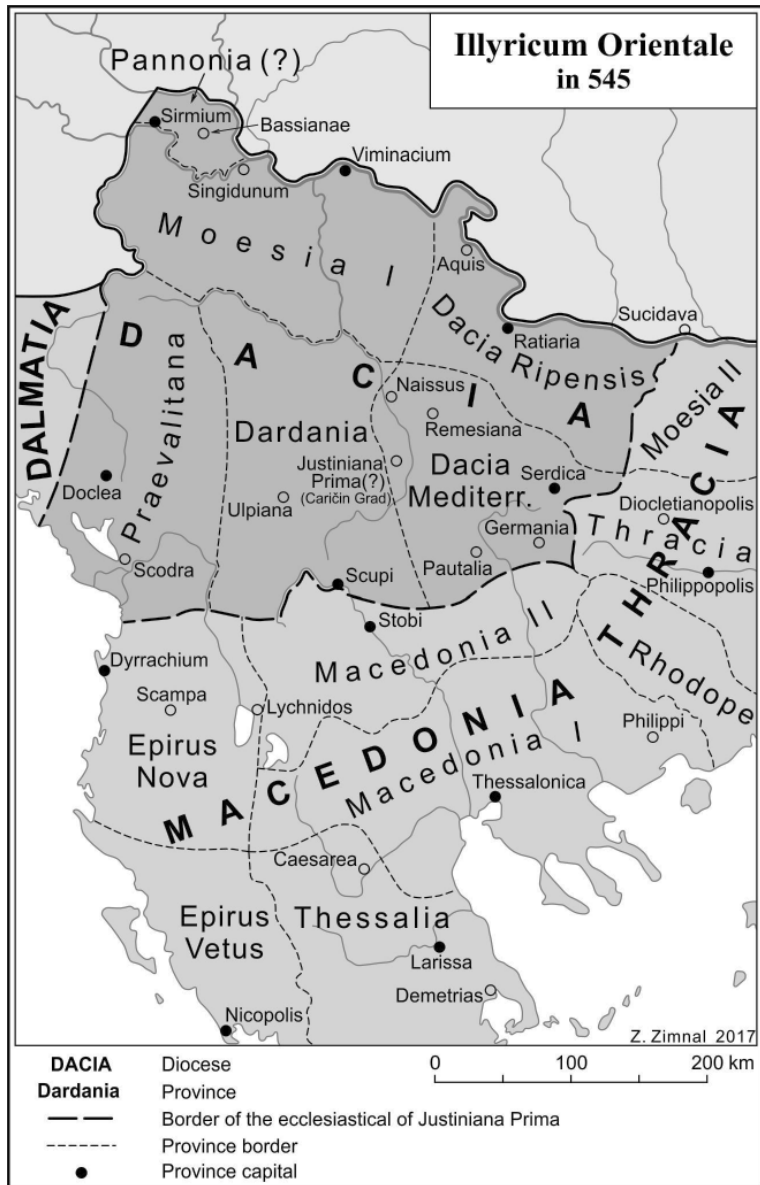 Illyricum Orientale
in 545
Pannonia (?)
Sirmium
Bassianae
Viminacium
Singidunum
Moesia I
Aquis
DALMATIA
DACIA
Dacia Ripensis
Ratiaria
Sucidava
Moesia II
Praevalitana
Naissus
Remesiana
Dardania
Justiniana
Prima(?)
(Caričin Grad)
Dacia
Mediterr.
Serdica
Doclea
Ulpiana
Diocletianopolis
THRACIA
Thracia
Germania
Pautalia
Scodra
Scupi
Philippopolis
Stobi
Macedonia II
Rhodope
Dyrrachium
Scampa
Lychnidos
Philippi
Epirus
Nova
MACEDONIA
Macedonia I
Thessalonica
Caesarea
Epirus
Vetus
Thessalia
Larissa
Demetrias
Nicopolis
Z. Zimnal 2017
DACIA Diocese
Dardania Province
Border of the ecclesiastical of Justiniana Prima
Province border
Province capital
0 100 200 km